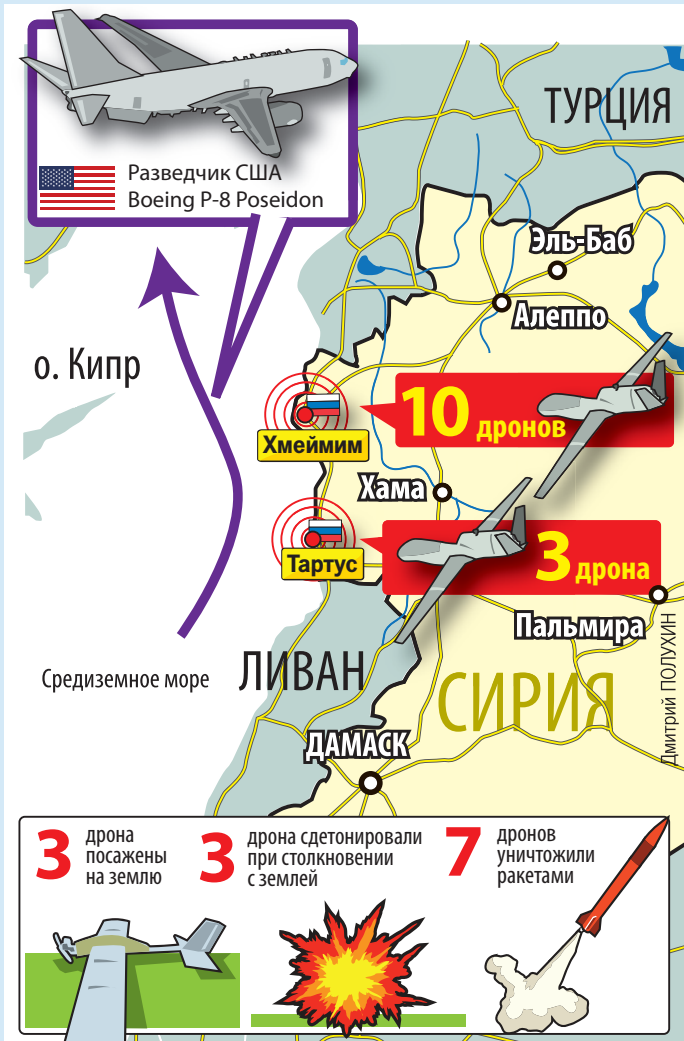 Разведчик США
Boeing P-8 Poseidon
ТУРЦИЯ
Эль-Баб
Алеппо
о. Кипр
10 дронов
Хмеймим
Хама
3 дрона
Тартус
Пальмира
Средиземное море
ЛИВАН
СИРИЯ
Дмитрий ПОЛУХИН
ДАМАСК
3 дрона
посажены
на землю
3 дрона сдетонировали
при столкновении
с землей
7 дронов
уничтожили
ракетами